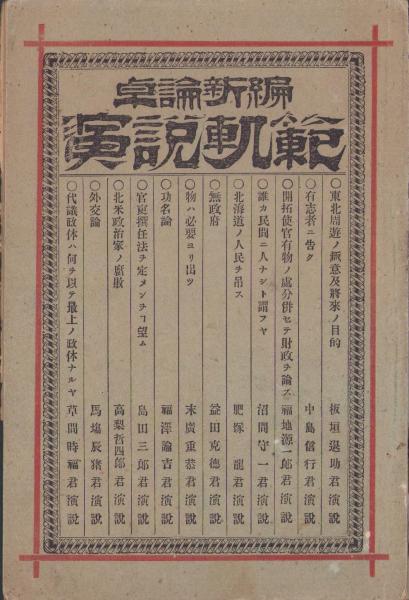 卓論新編
演説軌範
○東北周遊ノ趣意及將來ノ目的 板垣退助君演説
○有志者ニ告ク 中島信行君演説
○開拓使官有物ノ處分併セテ財政ヲ論ス 福地源一郎君演説
○誰カ民間ニ人ナシト謂フヤ 沼間守一君演説
○北海道ノ人民ヲ吊ス 肥塚龍君演説
○無政府 益田克徳君演説
○物ハ必要ヨリ出ツ 末廣重恭君演説
○功名論 福澤諭吉君演説
○官吏撰任法ヲ定メンヿヲ望ム 島田三郎君演説
○北米政治家ノ腐敗 高梨哲四郎君演説
○外交論 馬塲辰猪君演説
○代議政体ハ何ヲ以テ最上ノ政体ナルヤ 草間時福君演説